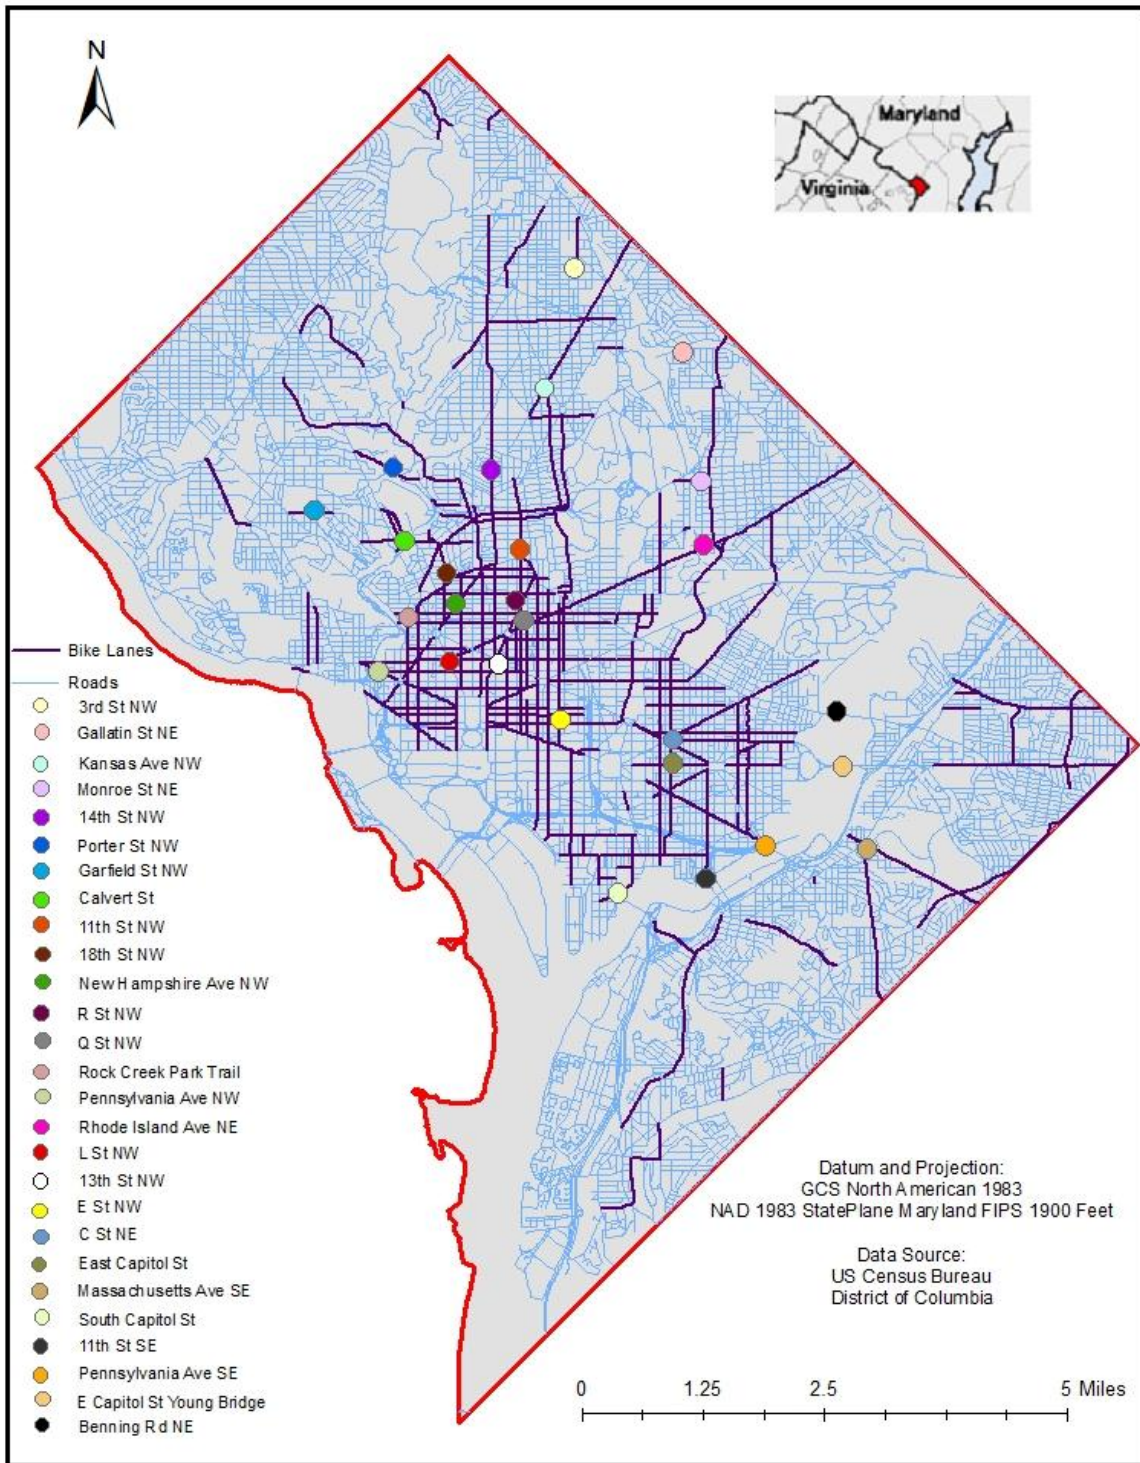 N
Maryland
Virginia
Bike Lanes
Roads
3rd St NW
Gallatin St NE
Kansas Ave NW
Monroe St NE
14th St NW
Porter St NW
Garfield St NW
Calvert St
11th St NW
18th St NW
New Hampshire Ave NW
R St NW
Q St NW
Rock Creek Park Trail
Pennsylvania Ave NW
Rhode Island Ave NE
L St NW
13th St NW
E St NW
C St NE
East Capitol St
Massachusetts Ave SE
South Capitol St
11th St SE
Pennsylvania Ave SE
E Capitol St Young Bridge
Benning Rd NE
Datum and Projection:
GCS North American 1983
NAD 1983 StatePlane Maryland FIPS 1900 Feet
Data Source:
US Census Bureau
District of Columbia
0 1.25 2.5 5 Miles